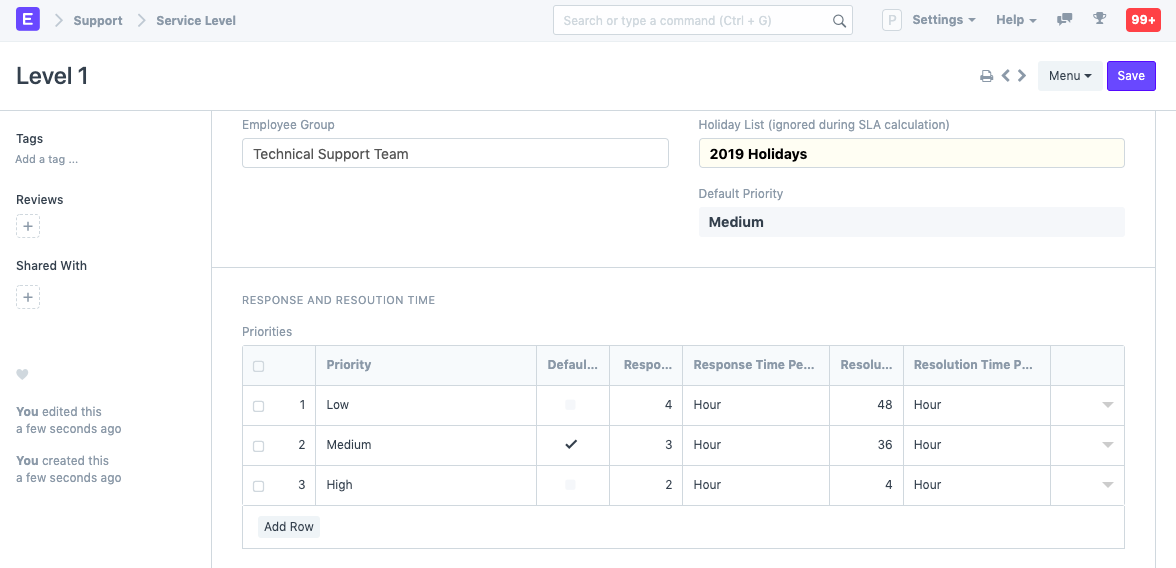 E Support Service Level Search or type a command (Ctrl + G) P Settings Help 99+
Level 1 Menu Save
Tags
Add a tag ...
Reviews
+
Shared With
+
You edited this
a few seconds ago
You created this
a few seconds ago
Employee Group Holiday List (ignored during SLA calculation)
Technical Support Team 2019 Holidays
Default Priority
Medium
RESPONSE AND RESOUTION TIME
Priorities
Priority Defaul... Respo... Response Time Pe... Resolu... Resolution Time P...
1 Low 4 Hour 48 Hour
2 Medium 3 Hour 36 Hour
3 High 2 Hour 4 Hour
Add Row